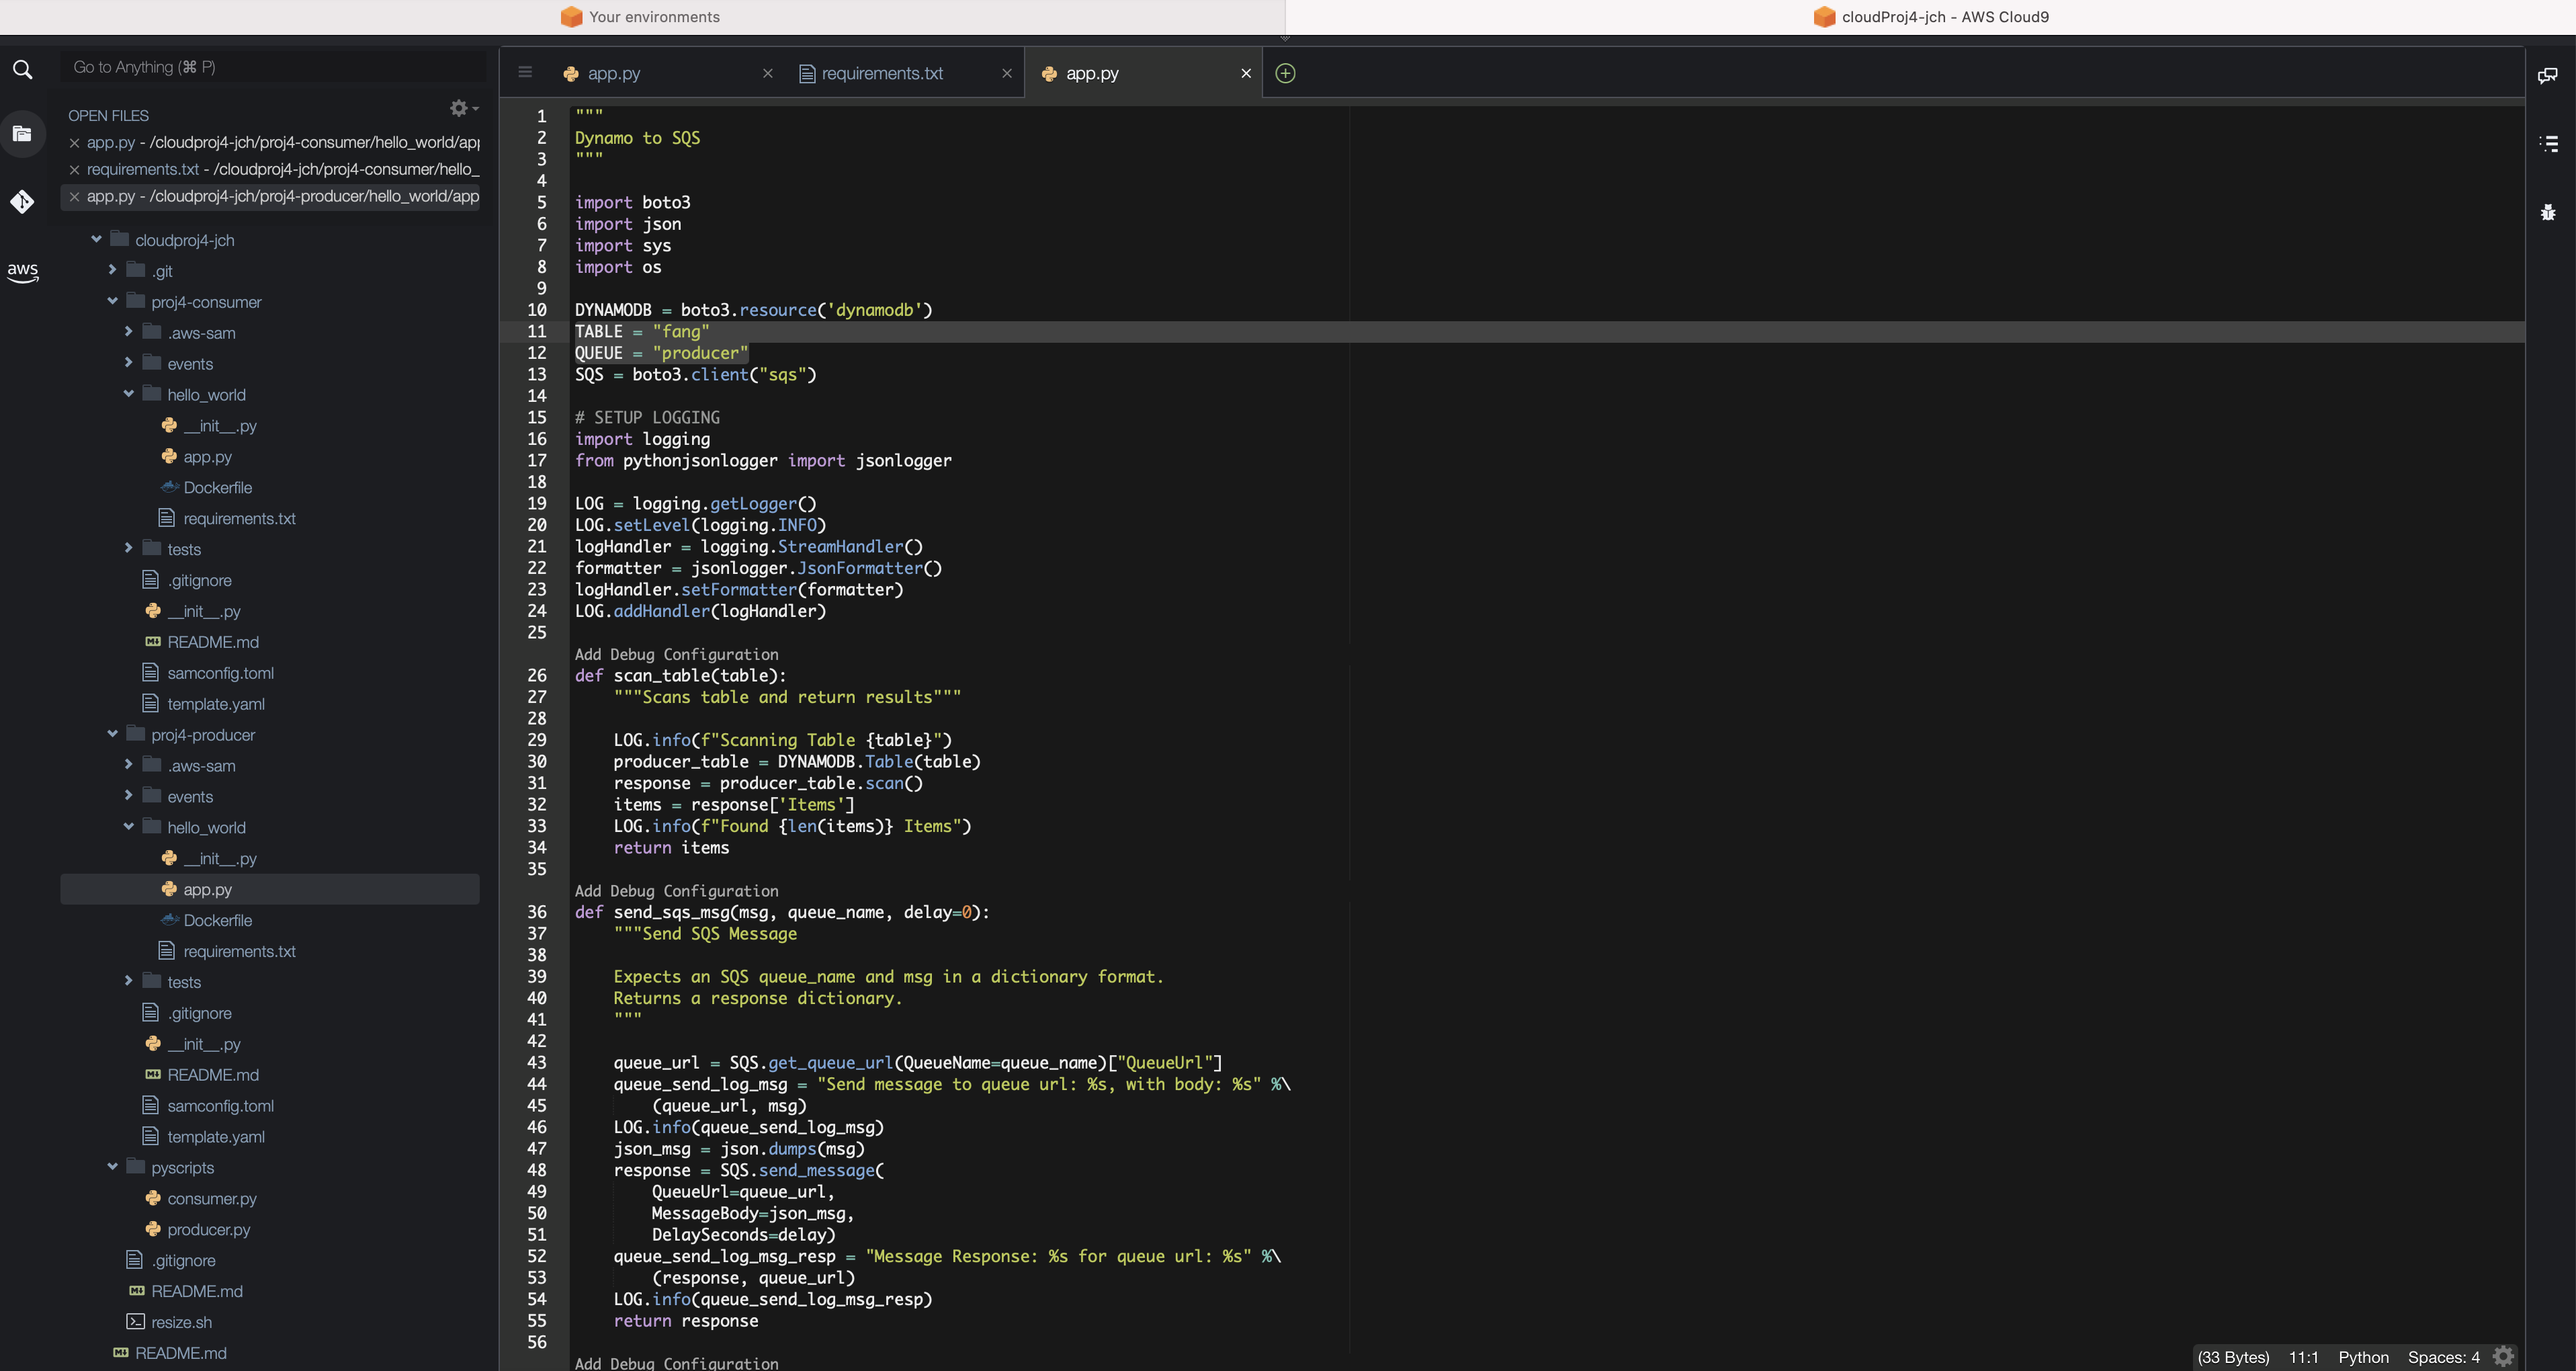 Your environments
cloudProj4-jch - AWS Cloud9
Go to Anything (⌘ P)
OPEN FILES
app.py - /cloudproj4-jch/proj4-consumer/hello_world/app
requirements.txt - /cloudproj4-jch/proj4-consumer/hello_
app.py - /cloudproj4-jch/proj4-producer/hello_world/app
aws
cloudproj4-jch
.git
proj4-consumer
.aws-sam
events
hello_world
__init__.py
app.py
Dockerfile
requirements.txt
tests
.gitignore
__init__.py
README.md
samconfig.toml
template.yaml
proj4-producer
.aws-sam
events
hello_world
__init__.py
app.py
Dockerfile
requirements.txt
tests
.gitignore
__init__.py
README.md
samconfig.toml
template.yaml
pyscripts
consumer.py
producer.py
.gitignore
README.md
resize.sh
README.md
app.py
requirements.txt
app.py
1 """
2 Dynamo to SQS
3 """
4
5 import boto3
6 import json
7 import sys
8 import os
9
10 DYNAMODB = boto3.resource('dynamodb')
11 TABLE = "fang"
12 QUEUE = "producer"
13 SQS = boto3.client("sqs")
14
15 # SETUP LOGGING
16 import logging
17 from pythonjsonlogger import jsonlogger
18
19 LOG = logging.getLogger()
20 LOG.setLevel(logging.INFO)
21 logHandler = logging.StreamHandler()
22 formatter = jsonlogger.JsonFormatter()
23 logHandler.setFormatter(formatter)
24 LOG.addHandler(logHandler)
25
Add Debug Configuration
26 def scan_table(table):
27     """Scans table and return results"""
28
29     LOG.info(f"Scanning Table {table}")
30     producer_table = DYNAMODB.Table(table)
31     response = producer_table.scan()
32     items = response['Items']
33     LOG.info(f"Found {len(items)} Items")
34     return items
35
Add Debug Configuration
36 def send_sqs_msg(msg, queue_name, delay=0):
37     """Send SQS Message
38
39     Expects an SQS queue_name and msg in a dictionary format.
40     Returns a response dictionary.
41     """
42
43     queue_url = SQS.get_queue_url(QueueName=queue_name)["QueueUrl"]
44     queue_send_log_msg = "Send message to queue url: %s, with body: %s" %\
45         (queue_url, msg)
46     LOG.info(queue_send_log_msg)
47     json_msg = json.dumps(msg)
48     response = SQS.send_message(
49         QueueUrl=queue_url,
50         MessageBody=json_msg,
51         DelaySeconds=delay)
52     queue_send_log_msg_resp = "Message Response: %s for queue url: %s" %\
53         (response, queue_url)
54     LOG.info(queue_send_log_msg_resp)
55     return response
56
Add Debug Configuration
(33 Bytes) 11:1 Python Spaces: 4